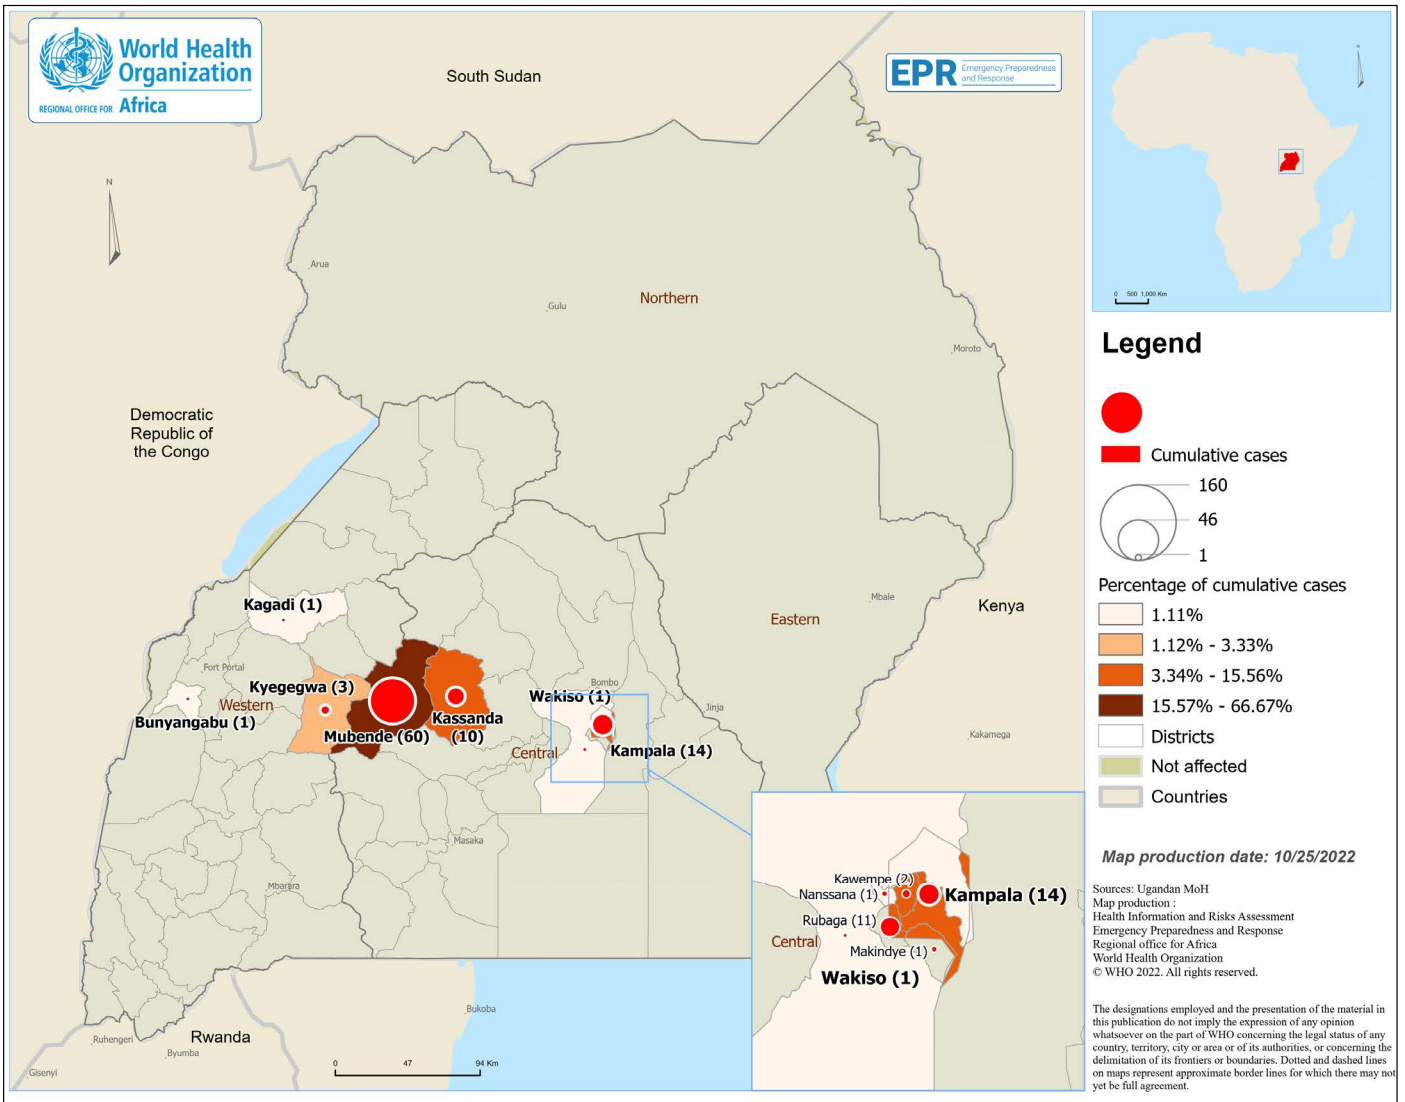 World Health
Organization
REGIONAL OFFICE FOR Africa
South Sudan
EPR Emergency Preparedness
and Response
N
N
Arua
Gulu
Northern
Moroto
0 500 1,000 Km
Democratic
Republic of
the Congo
Kagadi (1)
Fort Portal
Kyegegwa (3)
Western
Bunyangabu (1)
Mubende (60)
Kassanda
(10)
Bombo
Wakiso (1)
Central
Kampala (14)
Jinja
Eastern
Mbale
Kenya
Kakamega
Masaka
Mbarara
Kawempe (2)
Nanssana (1)
Kampala (14)
Rubaga (11)
Central
Makindye (1)
Wakiso (1)
Bukoba
Rwanda
Ruhengeri
Byumba
Gisenyi
0 47 94 Km
Legend
Cumulative cases
160
46
1
Percentage of cumulative cases
1.11%
1.12% - 3.33%
3.34% - 15.56%
15.57% - 66.67%
Districts
Not affected
Countries
Map production date: 10/25/2022
Sources: Ugandan MoH
Map production :
Health Information and Risks Assessment
Emergency Preparedness and Response
Regional office for Africa
World Health Organization
© WHO 2022. All rights reserved.
The designations employed and the presentation of the material in
this publication do not imply the expression of any opinion
whatsoever on the part of WHO concerning the legal status of any
country, territory, city or area or of its authorities, or concerning the
delimitation of its frontiers or boundaries. Dotted and dashed lines
on maps represent approximate border lines for which there may not
yet be full agreement.